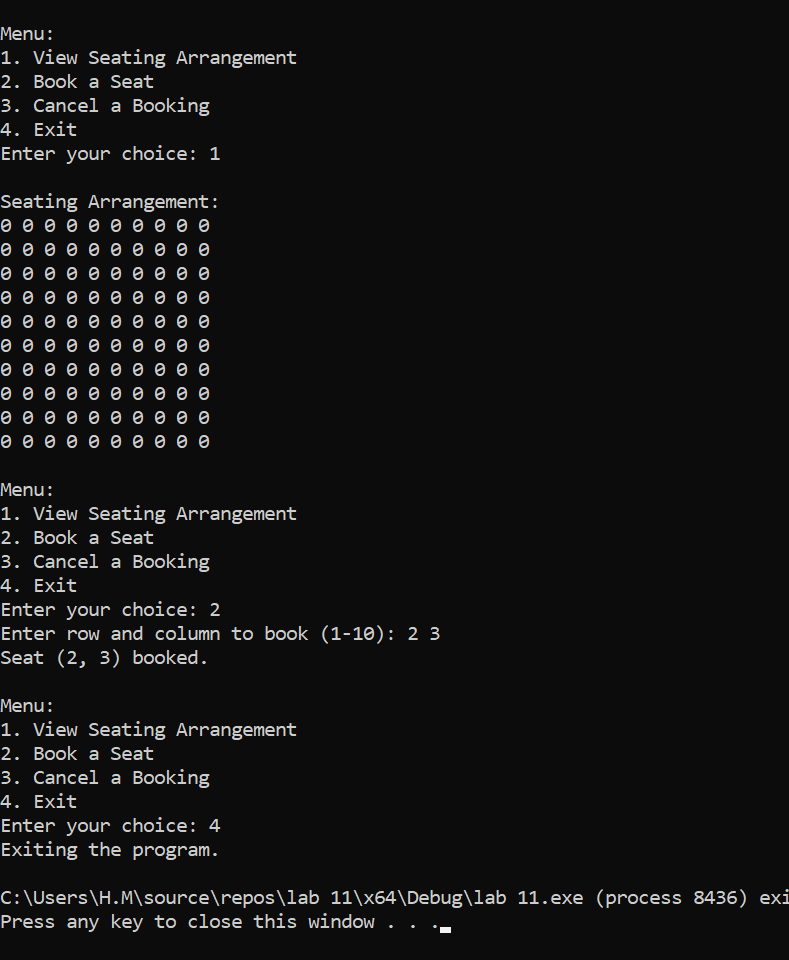 Menu:
1. View Seating Arrangement
2. Book a Seat
3. Cancel a Booking
4. Exit
Enter your choice: 1
Seating Arrangement:
0 0 0 0 0 0 0 0 0 0
0 0 0 0 0 0 0 0 0 0
0 0 0 0 0 0 0 0 0 0
0 0 0 0 0 0 0 0 0 0
0 0 0 0 0 0 0 0 0 0
0 0 0 0 0 0 0 0 0 0
0 0 0 0 0 0 0 0 0 0
0 0 0 0 0 0 0 0 0 0
0 0 0 0 0 0 0 0 0 0
0 0 0 0 0 0 0 0 0 0
Menu:
1. View Seating Arrangement
2. Book a Seat
3. Cancel a Booking
4. Exit
Enter your choice: 2
Enter row and column to book (1-10): 2 3
Seat (2, 3) booked.
Menu:
1. View Seating Arrangement
2. Book a Seat
3. Cancel a Booking
4. Exit
Enter your choice: 4
Exiting the program.
C:\Users\H.M\source\repos\lab 11\x64\Debug\lab 11.exe (process 8436) exi
Press any key to close this window . . .